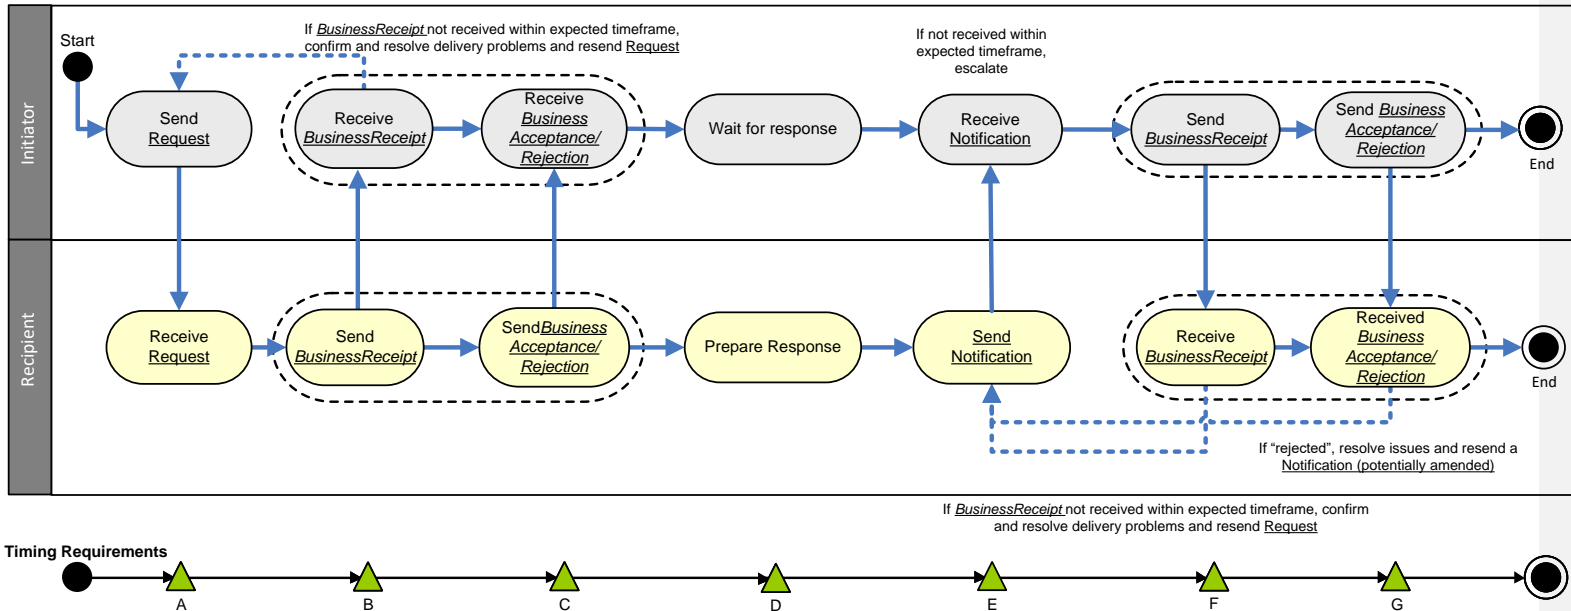 If BusinessReceipt not received within expected timeframe,
confirm and resolve delivery problems and resend Request
If not received within
expected timeframe,
escalate
Start
Initiator
Send
Request
Receive
BusinessReceipt
Receive
Business
Acceptance/
Rejection
Wait for response
Receive
Notification
Send
BusinessReceipt
Send Business
Acceptance/
Rejection
End
Recipient
Receive
Request
Send
BusinessReceipt
SendBusiness
Acceptance/
Rejection
Prepare Response
Send
Notification
Receive
BusinessReceipt
Received
Business
Acceptance/
Rejection
End
If “rejected”, resolve issues and resend a
Notification (potentially amended)
If BusinessReceipt not received within expected timeframe, confirm
and resolve delivery problems and resend Request
Timing Requirements
A
B
C
D
E
F
G